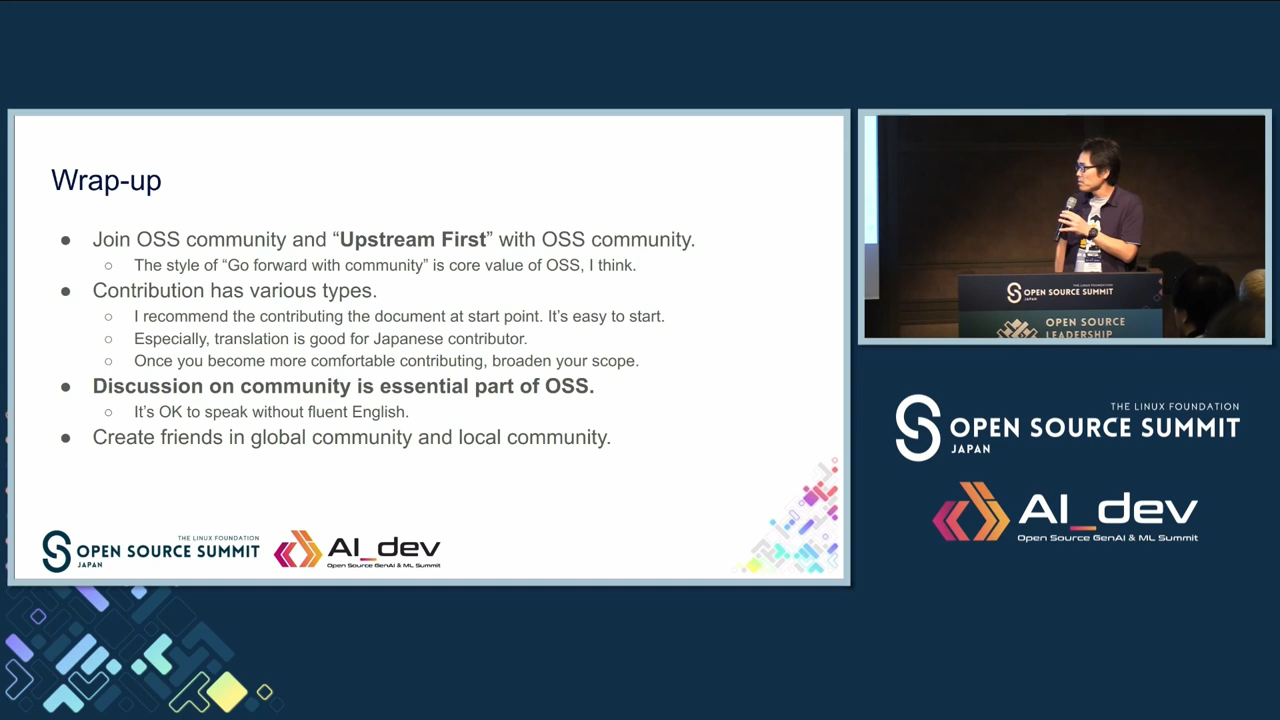 Wrap-up
● Join OSS community and “Upstream First” with OSS community.
○ The style of “Go forward with community” is core value of OSS, I think.
● Contribution has various types.
○ I recommend the contributing the document at start point. It’s easy to start.
○ Especially, translation is good for Japanese contributor.
○ Once you become more comfortable contributing, broaden your scope.
● Discussion on community is essential part of OSS.
○ It’s OK to speak without fluent English.
● Create friends in global community and local community.
THE LINUX FOUNDATION
OPEN SOURCE SUMMIT
JAPAN
AI_dev
Open Source GenAI & ML Summit
THE LINUX FOUNDATION
OPEN SOURCE SUMMIT
JAPAN
OPEN SOURCE
LEADERSHIP
THE LINUX FOUNDATION
OPEN SOURCE SUMMIT
JAPAN
AI_dev
Open Source GenAI & ML Summit